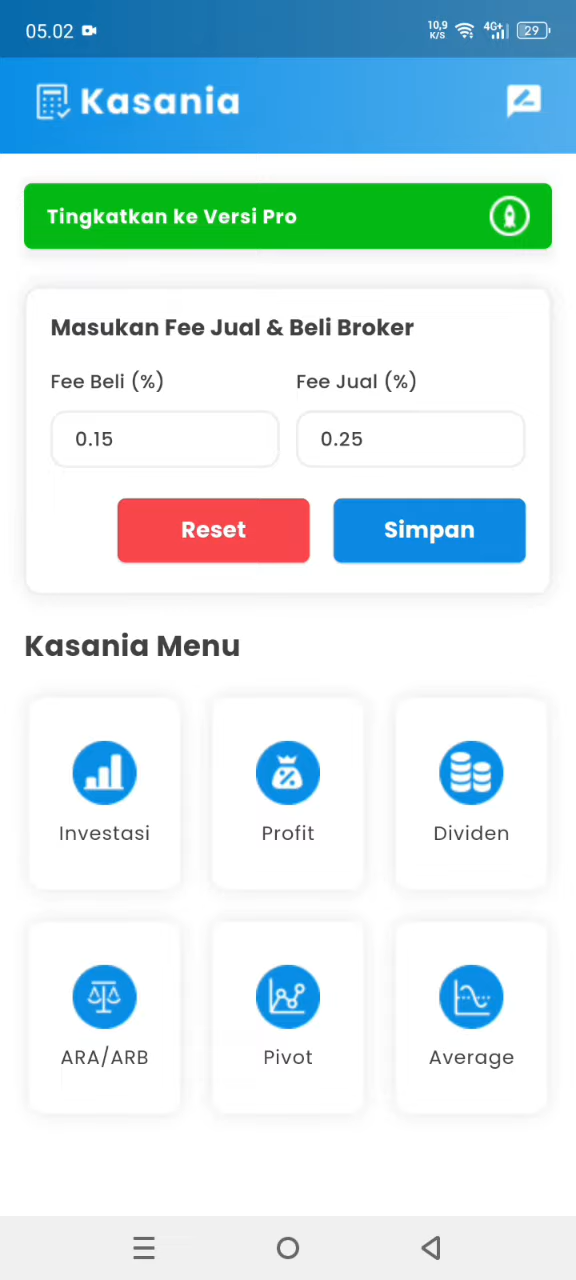 05.02
10,9 K/S 4G+ 29
Kasania
Tingkatkan ke Versi Pro
Masukan Fee Jual & Beli Broker
Fee Beli (%) Fee Jual (%)
0.15 0.25
Reset Simpan
Kasania Menu
Investasi Profit Dividen
ARA/ARB Pivot Average